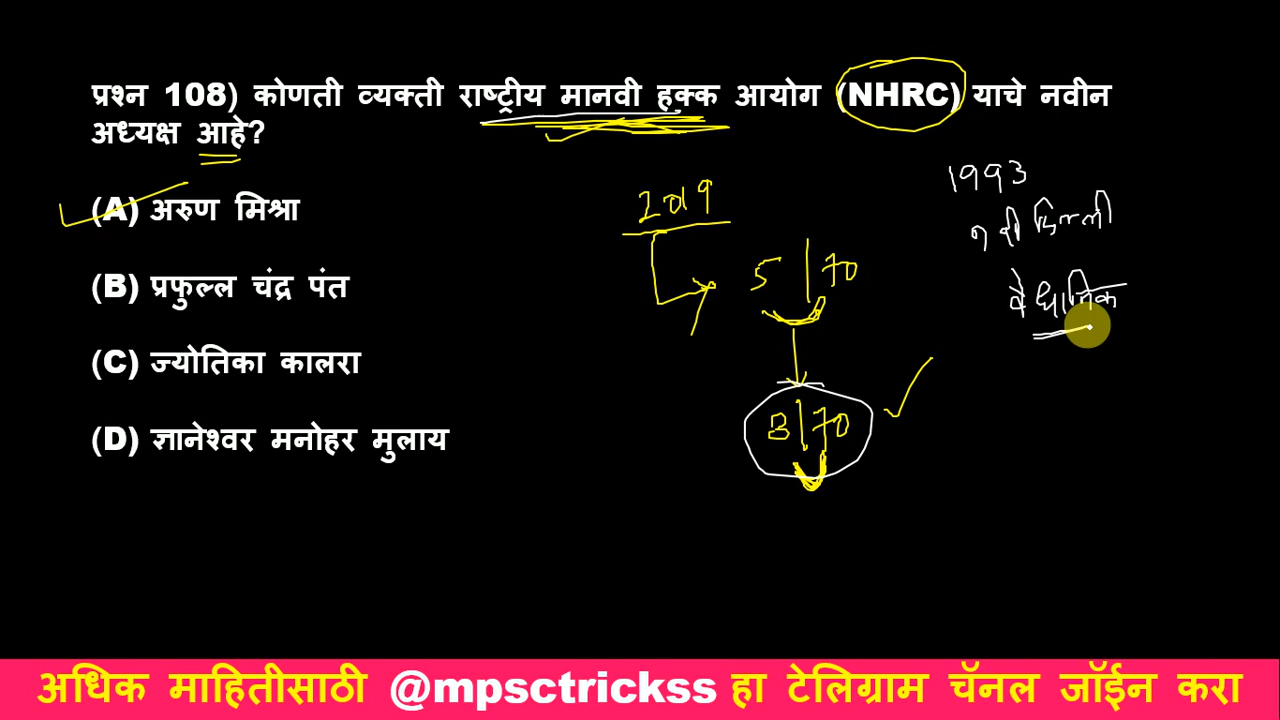 प्रश्न 108) कोणती व्यक्ती राष्ट्रीय मानवी हक्क आयोग (NHRC) याचे नवीन
अध्यक्ष आहे?
(A) अरुण मिश्रा
(B) प्रफुल्ल चंद्र पंत
(C) ज्योतिका कालरा
(D) ज्ञानेश्वर मनोहर मुलाय
2019
5 | 70
3 | 70
1993
न दी दिल्ली
वैधानिक
अधिक माहितीसाठी @mpsctrickss हा टेलिग्राम चॅनल जॉईन करा